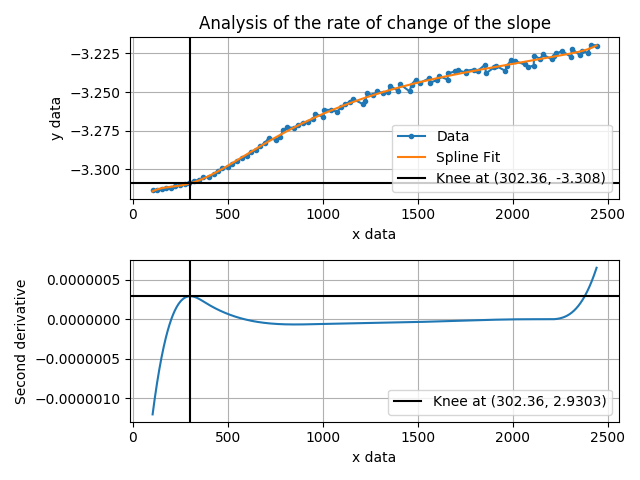 Analysis of the rate of change of the slope
y data
−3.225
−3.250
−3.275
−3.300
Data
Spline Fit
Knee at (302.36, -3.308)
0
500
1000
1500
2000
2500
x data
Second derivative
0.0000005
0.0000000
−0.0000005
−0.0000010
Knee at (302.36, 2.9303)
0
500
1000
1500
2000
2500
x data